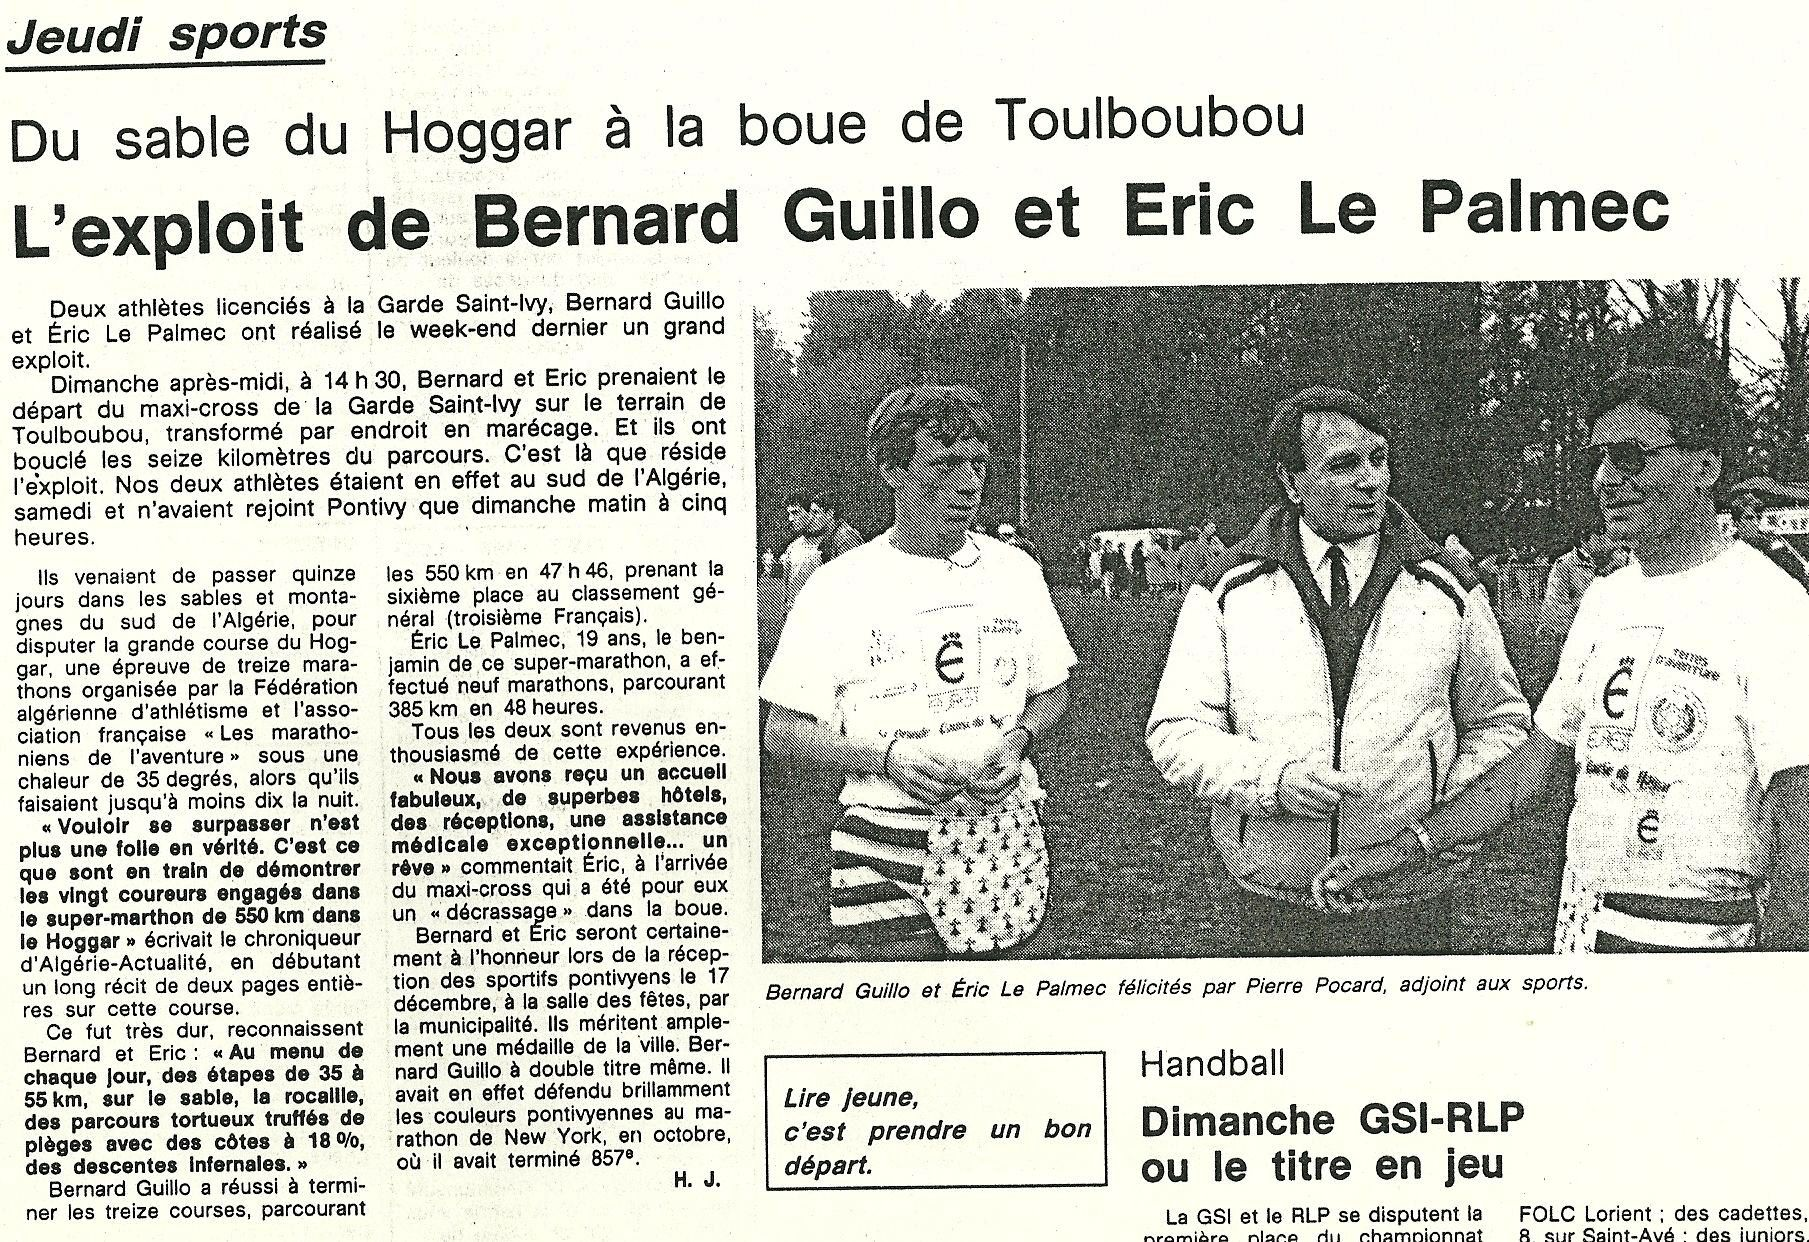 Jeudi sports
Du sable du Hoggar à la boue de Toulboubou
L'exploit de Bernard Guillo et Eric Le Palmec
Deux athlètes licenciés à la Garde Saint-Ivy, Bernard Guillo
et Éric Le Palmec ont réalisé le week-end dernier un grand
exploit.
Dimanche après-midi, à 14 h 30, Bernard et Eric prenaient le
départ du maxi-cross de la Garde Saint-Ivy sur le terrain de
Toulboubou, transformé par endroit en marécage. Et ils ont
bouclé les seize kilomètres du parcours. C'est là que réside
l'exploit. Nos deux athlètes étaient en effet au sud de l'Algérie,
samedi et n'avaient rejoint Pontivy que dimanche matin à cinq
heures.
Ils venaient de passer quinze
jours dans les sables et monta-
gnes du sud de l'Algérie, pour
disputer la grande course du Hog-
gar, une épreuve de treize mara-
thons organisée par la Fédération
algérienne d'athlétisme et l'asso-
ciation française « Les maratho-
niens de l'aventure » sous une
chaleur de 35 degrés, alors qu'ils
faisaient jusqu'à moins dix la nuit.
« Vouloir se surpasser n'est
plus une folie en vérité. C'est ce
que sont en train de démontrer
les vingt coureurs engagés dans
le super-marthon de 550 km dans
le Hoggar » écrivait le chroniqueur
d'Algérie-Actualité, en débutant
un long récit de deux pages entiè-
res sur cette course.
Ce fut très dur, reconnaissent
Bernard et Eric : « Au menu de
chaque jour, des étapes de 35 à
55 km, sur le sable, la rocaille,
des parcours tortueux truffés de
pièges avec des côtes à 18 %,
des descentes infernales. »
Bernard Guillo a réussi à termi-
ner les treize courses, parcourant
les 550 km en 47 h 46, prenant la
sixième place au classement gé-
néral (troisième Français).
Éric Le Palmec, 19 ans, le ben-
jamin de ce super-marathon, a ef-
fectué neuf marathons, parcourant
385 km en 48 heures.
Tous les deux sont revenus en-
thousiasmé de cette expérience.
« Nous avons reçu un accueil
fabuleux, de superbes hôtels,
des réceptions, une assistance
médicale exceptionnelle... un
rêve » commentait Éric, à l'arrivée
du maxi-cross qui a été pour eux
un « décrassage » dans la boue.
Bernard et Éric seront certaine-
ment à l'honneur lors de la récep-
tion des sportifs pontivyens le 17
décembre, à la salle des fêtes, par
la municipalité. Ils méritent ample-
ment une médaille de la ville. Ber-
nard Guillo à double titre même. Il
avait en effet défendu brillamment
les couleurs pontivyennes au ma-
rathon de New York, en octobre,
où il avait terminé 857e.
H. J.
Bernard Guillo et Éric Le Palmec félicités par Pierre Pocard, adjoint aux sports.
Lire jeune,
c'est prendre un bon
départ.
Handball
Dimanche GSI-RLP
ou le titre en jeu
La GSI et le RLP se disputent la
première place du championnat
FOLC Lorient ; des cadettes,
8, sur Saint-Avé ; des juniors,